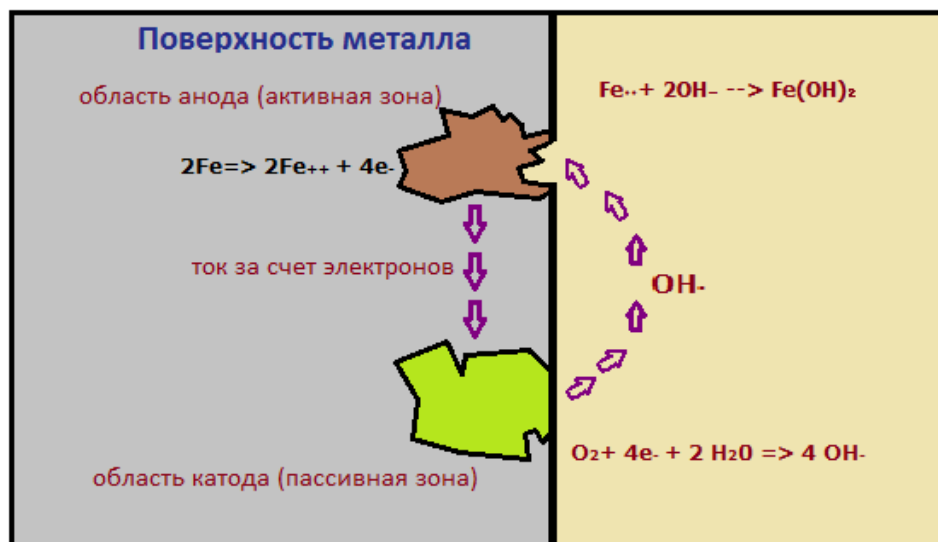 Поверхность металла
область анода (активная зона)
Fe··+ 2OH- --> Fe(OH)₂
2Fe=> 2Fe₊₊ + 4e-
ток за счет электронов
OH-
O₂+ 4e- + 2 H₂0 => 4 OH-
область катода (пассивная зона)